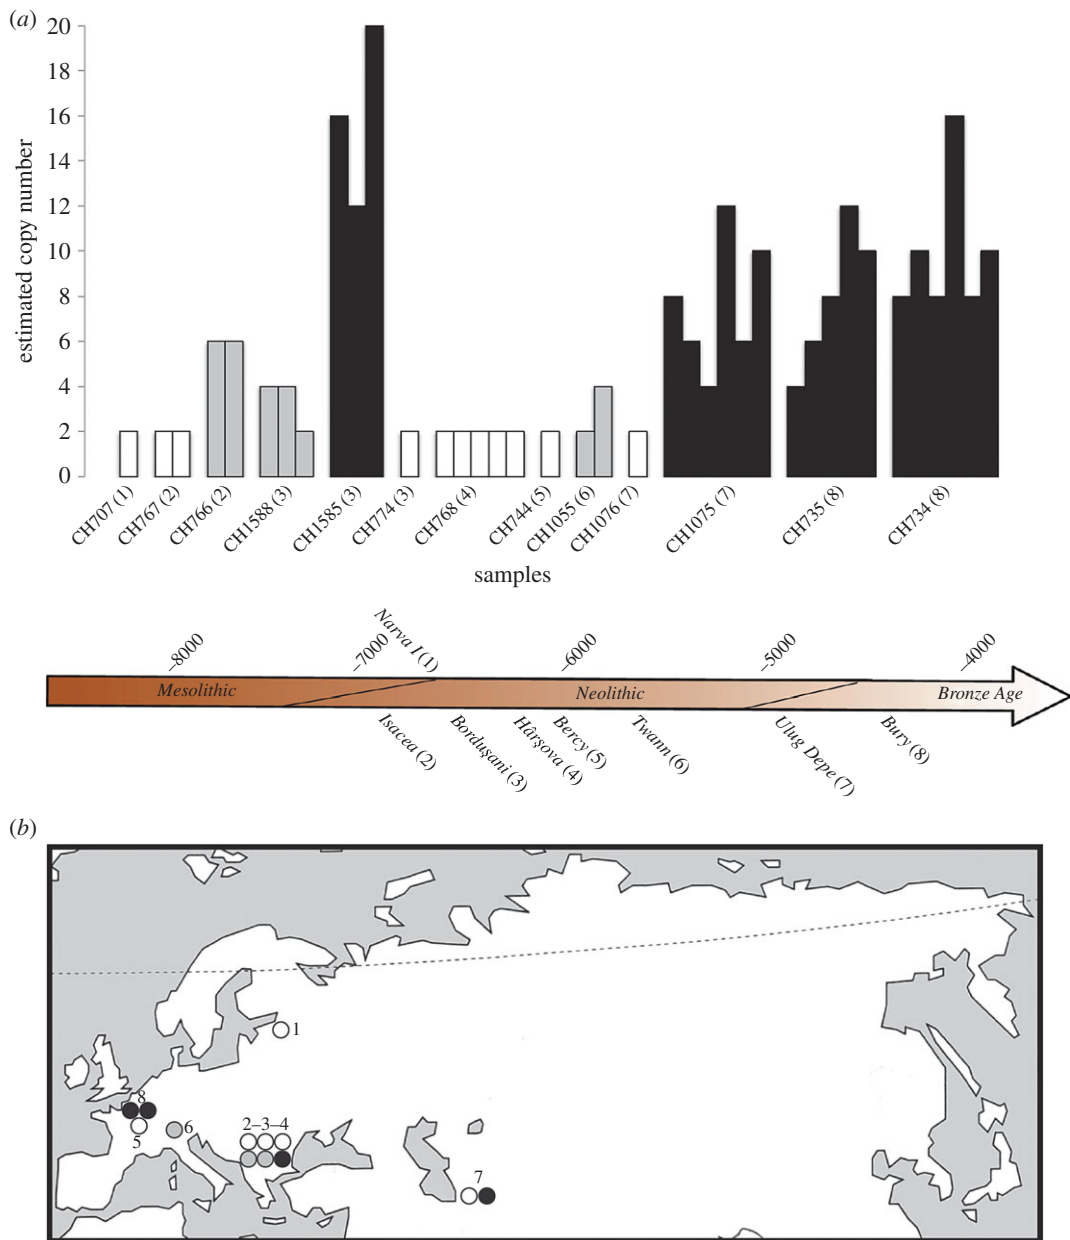 (a)
20
18
16
14
12
10
8
6
4
2
0
estimated copy number
CH707 (1)
CH767 (2)
CH766 (2)
CH1588 (3)
CH1585 (3)
CH774 (3)
CH768 (4)
CH744 (5)
CH1055 (6)
CH1076 (7)
CH1075 (7)
CH735 (8)
CH734 (8)
samples
–8000
–7000
Narva I (1)
–6000
–5000
–4000
Mesolithic
Neolithic
Bronze Age
Isacea (2)
Borduşani (3)
Hârşova (4)
Bercy (5)
Twann (6)
Ulug Depe (7)
Bury (8)
(b)
1
8
5
6
2–3–4
7